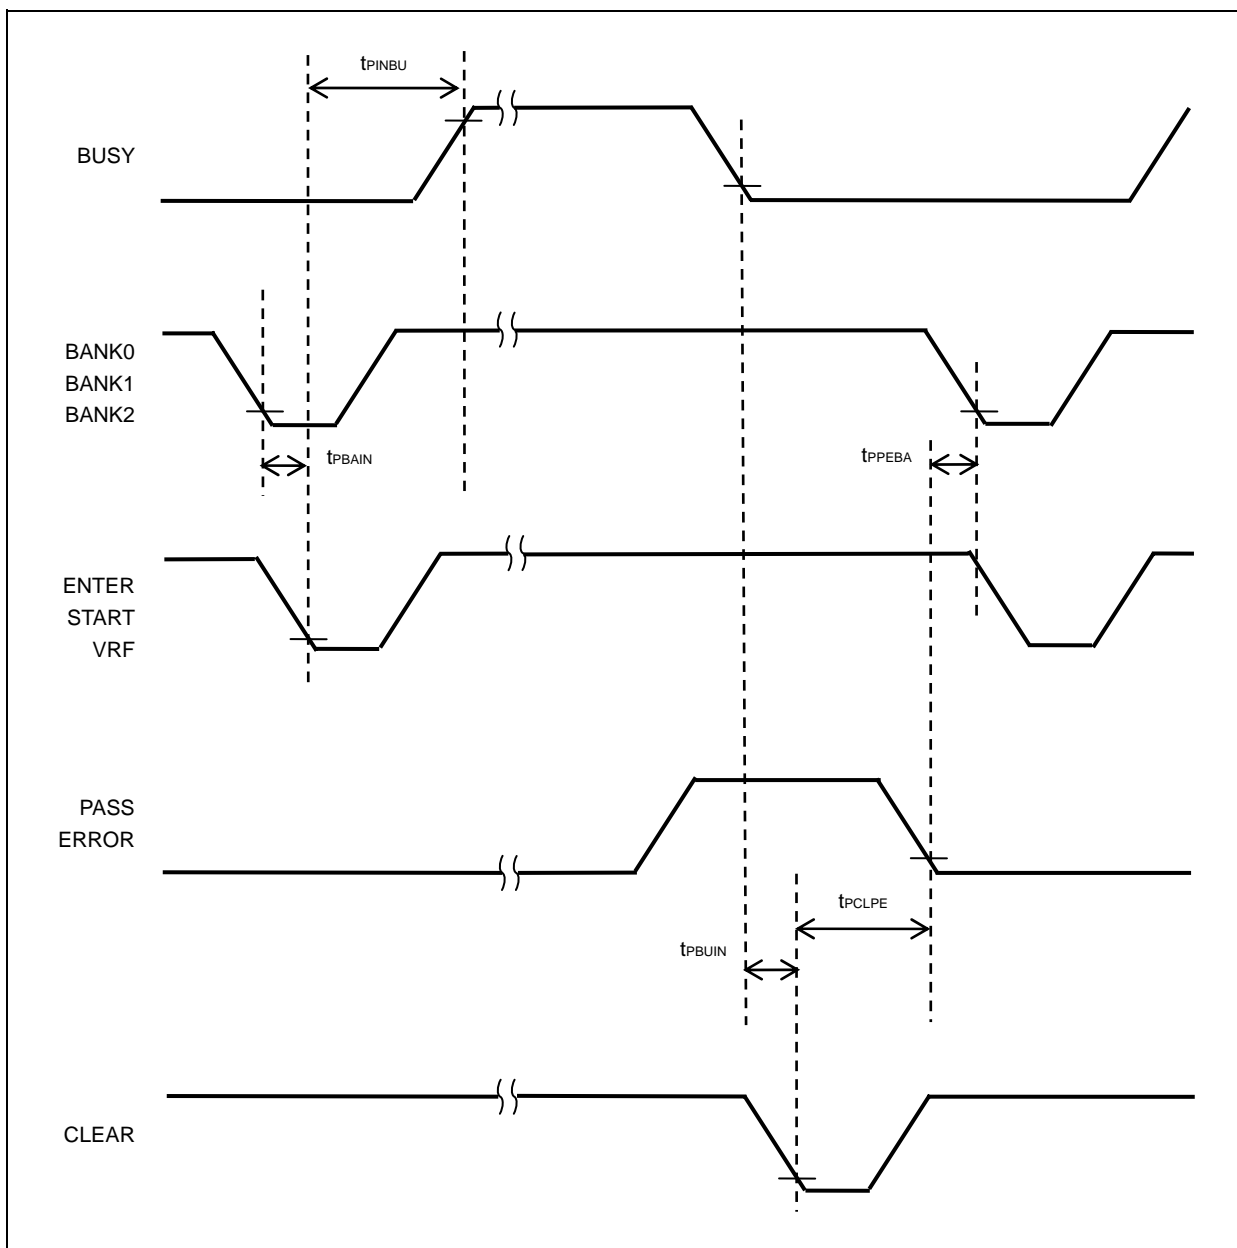 tPINBU
BUSY
BANK0
BANK1
BANK2
tPBAIN
tPPEBA
ENTER
START
VRF
PASS
ERROR
tPCLPE
tPBUIN
CLEAR